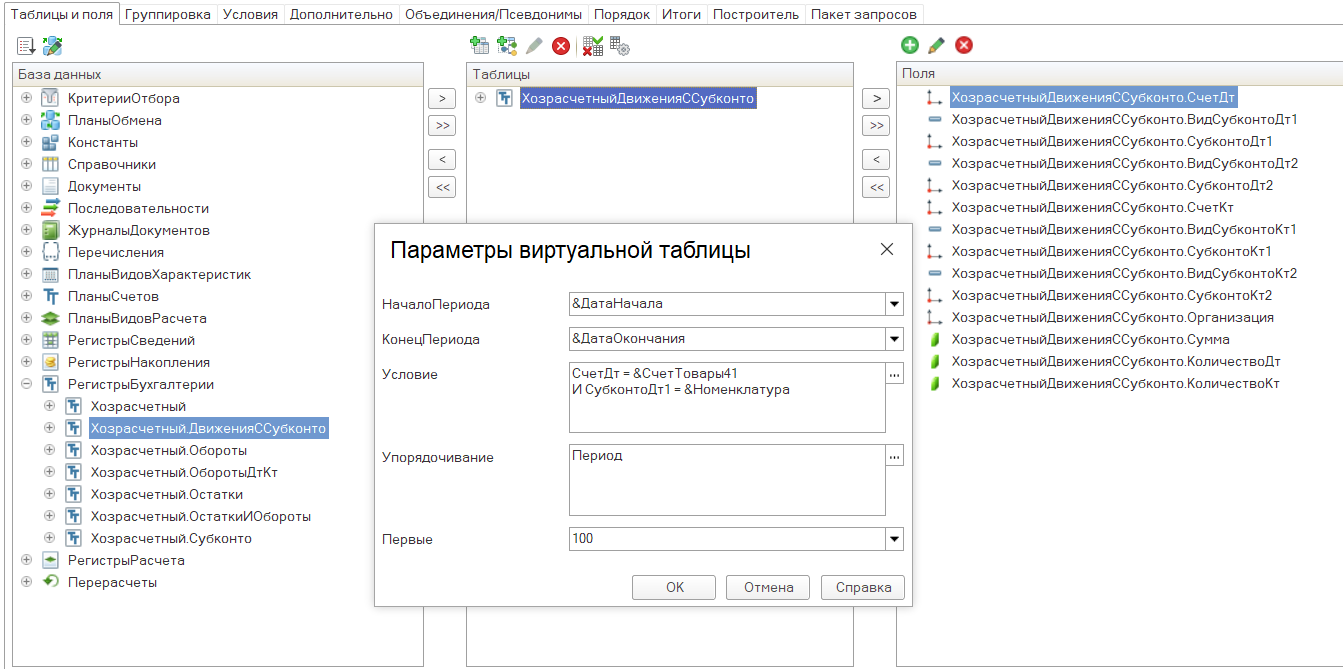 Таблицы и поля Группировка Условия Дополнительно Объединения/Псевдонимы Порядок Итоги Построитель Пакет запросов
База данных
КритерииОтбора
ПланыОбмена
Константы
Справочники
Документы
Последовательности
ЖурналыДокументов
Перечисления
ПланыВидовХарактеристик
ПланыСчетов
ПланыВидовРасчета
РегистрыСведений
РегистрыНакопления
РегистрыБухгалтерии
Хозрасчетный
Хозрасчетный.ДвиженияССубконто
Хозрасчетный.Обороты
Хозрасчетный.ОборотыДтКт
Хозрасчетный.Остатки
Хозрасчетный.ОстаткиИОбороты
Хозрасчетный.Субконто
РегистрыРасчета
Перерасчеты
>
>>
<
<<
Таблицы
ХозрасчетныйДвиженияССубконто
>
>>
<
<<
Поля
ХозрасчетныйДвиженияССубконто.СчетДт
ХозрасчетныйДвиженияССубконто.ВидСубконтоДт1
ХозрасчетныйДвиженияССубконто.СубконтоДт1
ХозрасчетныйДвиженияССубконто.ВидСубконтоДт2
ХозрасчетныйДвиженияССубконто.СубконтоДт2
ХозрасчетныйДвиженияССубконто.СчетКт
ХозрасчетныйДвиженияССубконто.ВидСубконтоКт1
ХозрасчетныйДвиженияССубконто.СубконтоКт1
ХозрасчетныйДвиженияССубконто.ВидСубконтоКт2
ХозрасчетныйДвиженияССубконто.СубконтоКт2
ХозрасчетныйДвиженияССубконто.Организация
ХозрасчетныйДвиженияССубконто.Сумма
ХозрасчетныйДвиженияССубконто.КоличествоДт
ХозрасчетныйДвиженияССубконто.КоличествоКт
Параметры виртуальной таблицы
НачалоПериода &ДатаНачала
КонецПериода &ДатаОкончания
Условие СчетДт = &СчетТовары41 ...
И СубконтоДт1 = &Номенклатура
Упорядочивание Период ...
Первые 100
OK Отмена Справка